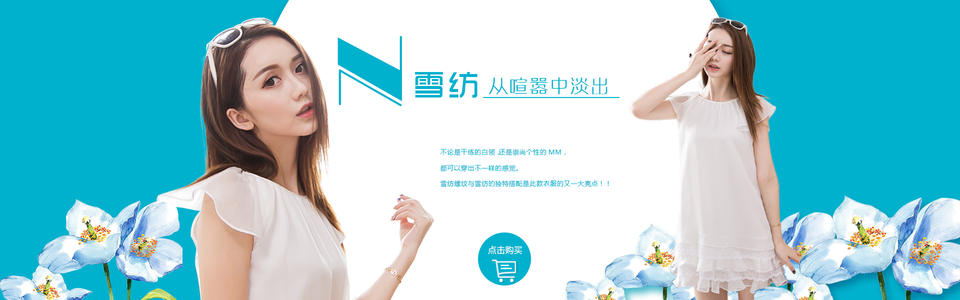 N 雪纺 从喧嚣中淡出
不论是干练的白领,还是崇尚个性的 MM，
都可以穿出不一样的感觉。
雪纺螺纹与雪纺的独特搭配是此款衣服的又一大亮点！！
点击购买